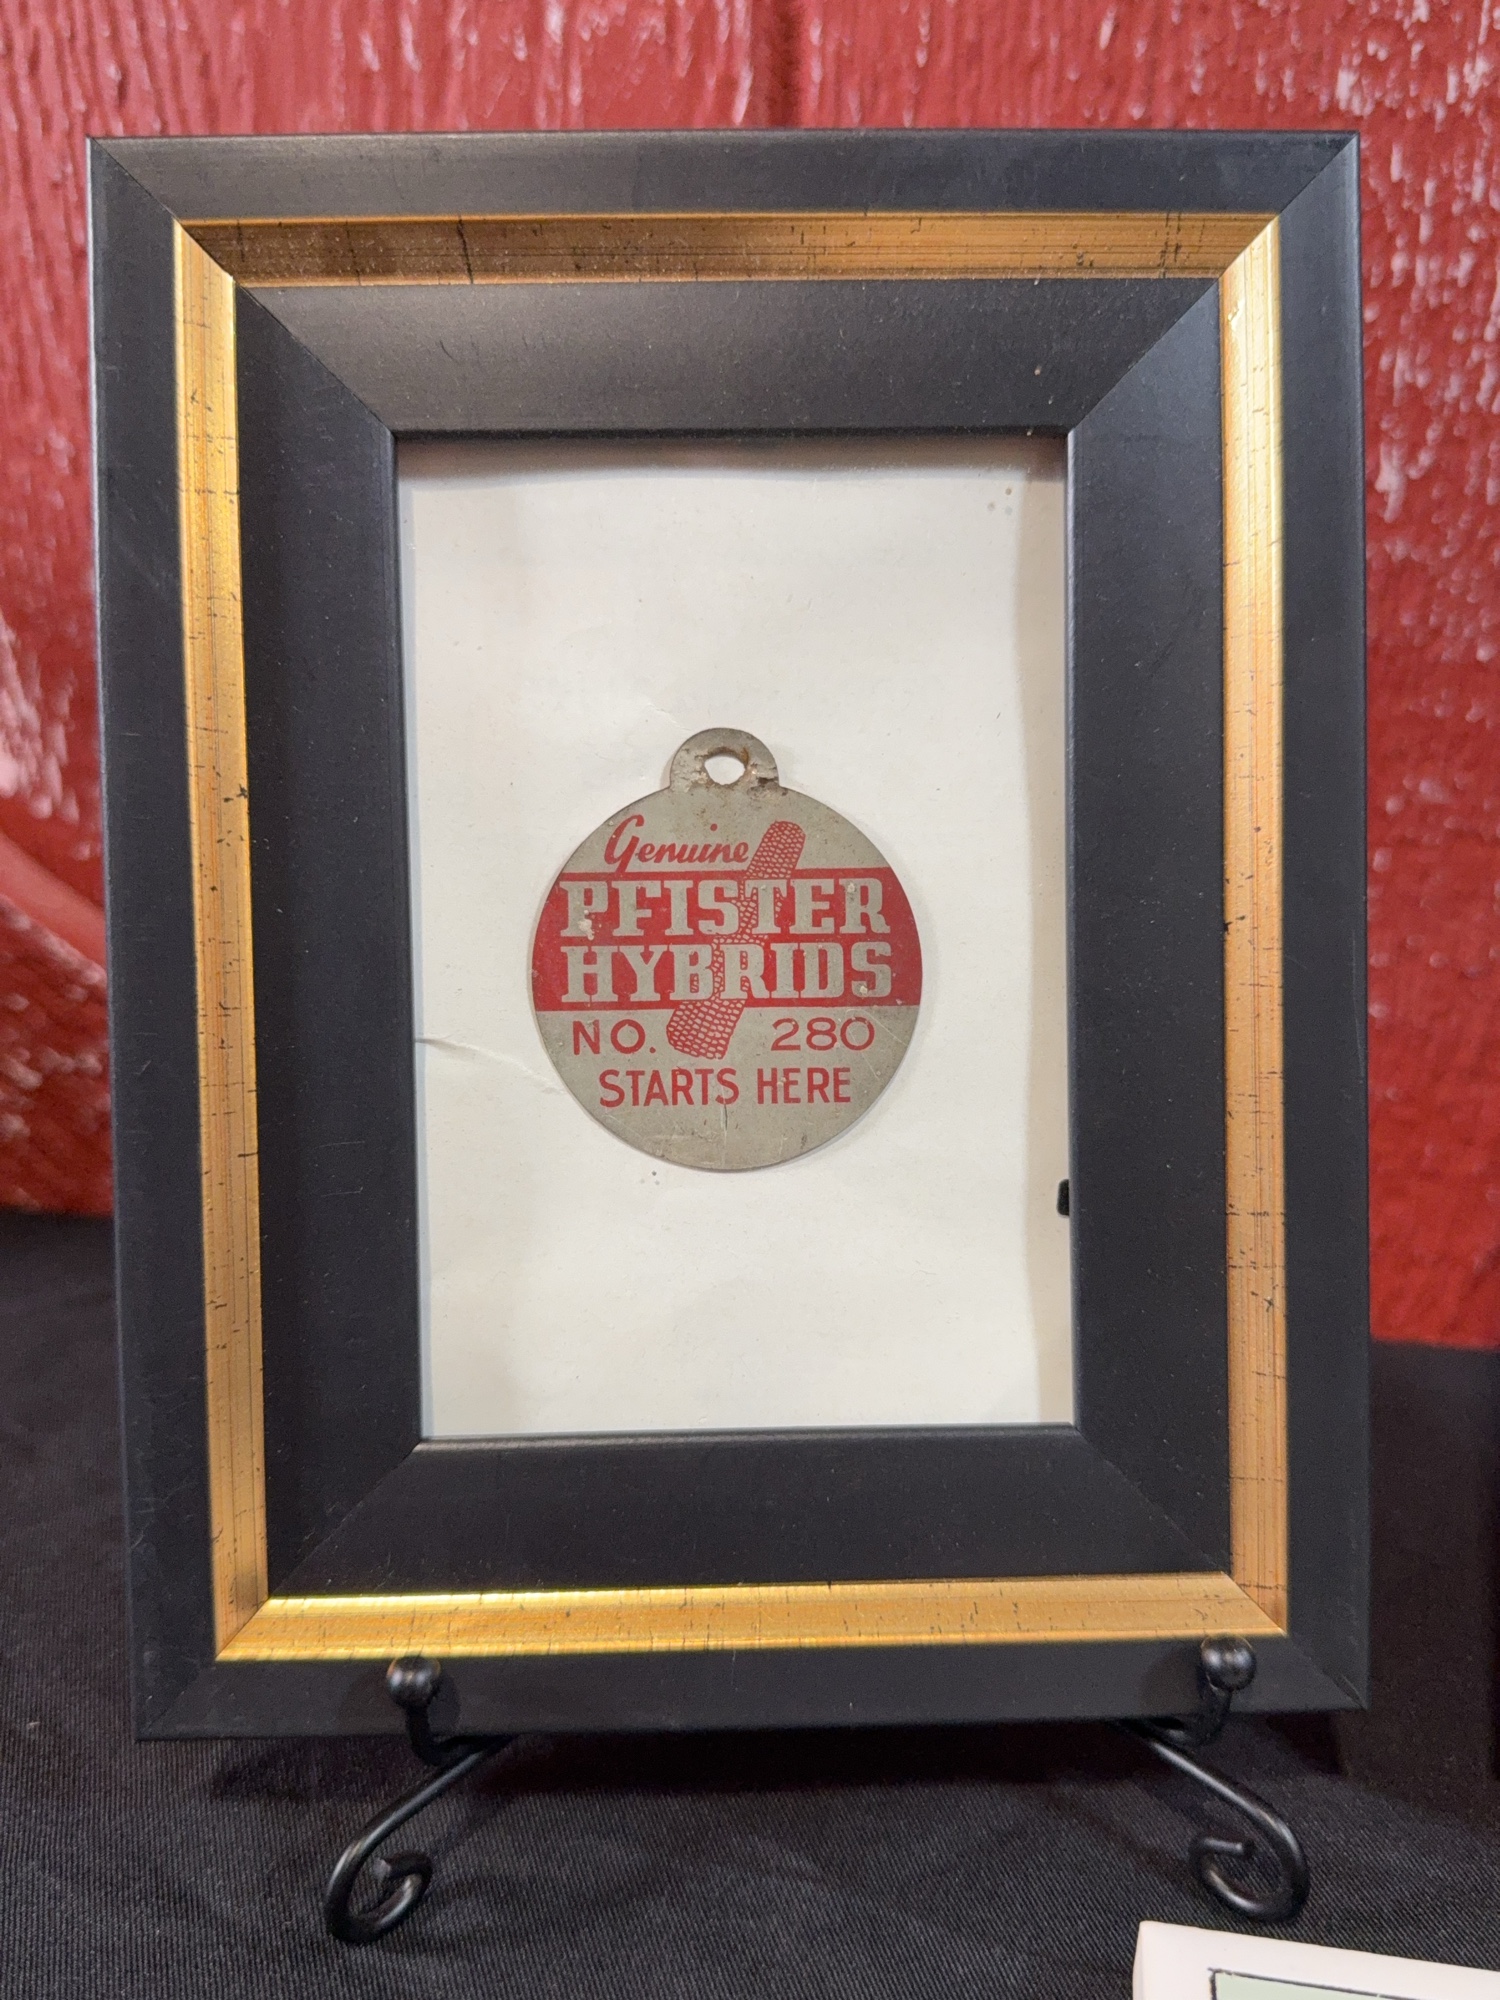 Genuine
PFISTER
HYBRIDS
NO. 280
STARTS HERE